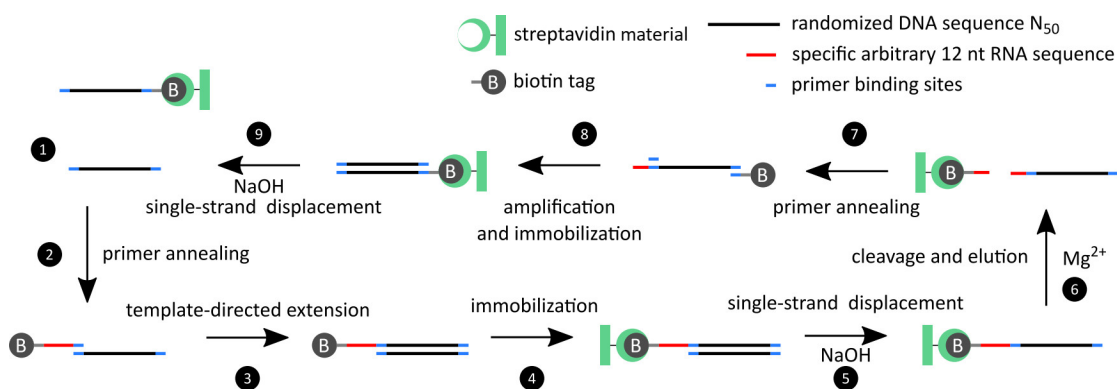 streptavidin material
B
biotin tag
randomized DNA sequence N50
specific arbitrary 12 nt RNA sequence
primer binding sites
B
1
9
NaOH
single-strand displacement
B
8
amplification
and immobilization
B
7
primer annealing
B
2
primer annealing
cleavage and elution
Mg2+
6
B
template-directed extension
3
B
immobilization
4
B
single-strand displacement
NaOH
5
B